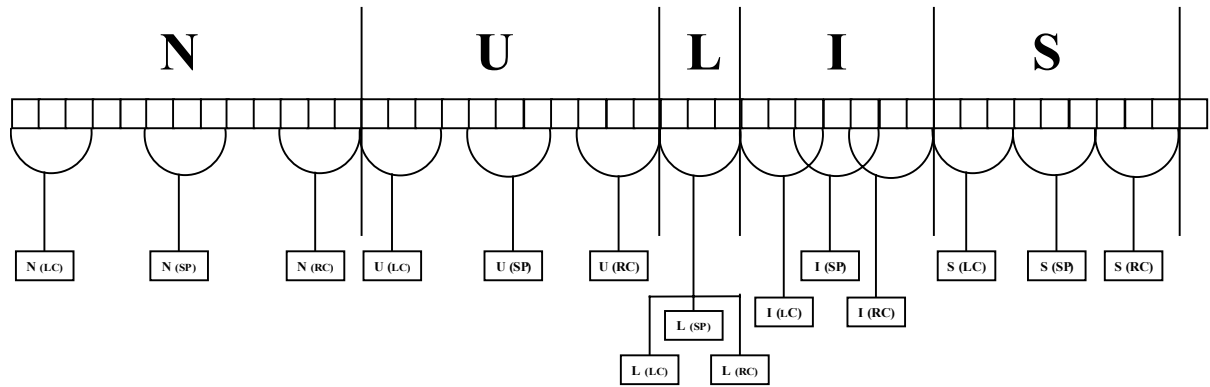 N U L I S
N (LC) N (SP) N (RC) U (LC) U (SP) U (RC) I (SP) S (LC) S (SP) S (RC)
L (SP) I (LC) I (RC)
L (LC) L (RC)